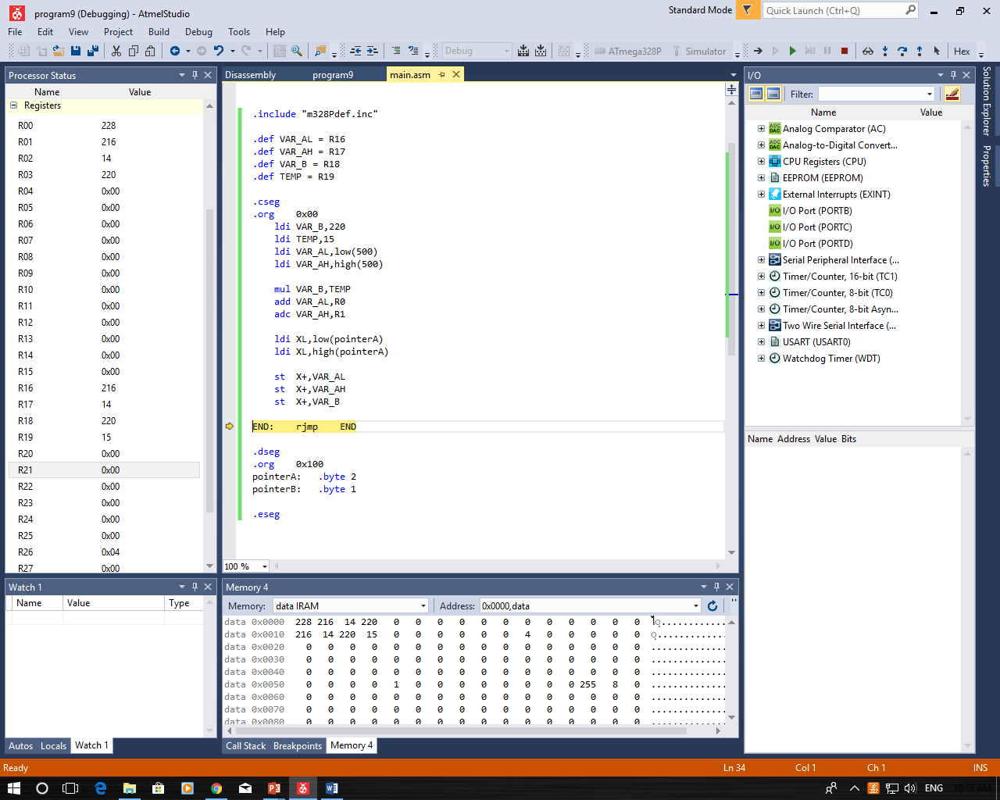 program9 (Debugging) - AtmelStudio
Standard Mode
Quick Launch (Ctrl+Q)
File Edit View Project Build Debug Tools Help
Debug
ATmega328P
Simulator
Hex
Processor Status
Name Value
Registers
R00 228
R01 216
R02 14
R03 220
R04 0x00
R05 0x00
R06 0x00
R07 0x00
R08 0x00
R09 0x00
R10 0x00
R11 0x00
R12 0x00
R13 0x00
R14 0x00
R15 0x00
R16 216
R17 14
R18 220
R19 15
R20 0x00
R21 0x00
R22 0x00
R23 0x00
R24 0x00
R25 0x00
R26 0x04
R27 0x00
Disassembly program9 main.asm
.include "m328Pdef.inc"
.def VAR_AL = R16
.def VAR_AH = R17
.def VAR_B = R18
.def TEMP = R19
.cseg
.org 0x00
ldi VAR_B,220
ldi TEMP,15
ldi VAR_AL,low(500)
ldi VAR_AH,high(500)
mul VAR_B,TEMP
add VAR_AL,R0
adc VAR_AH,R1
ldi XL,low(pointerA)
ldi XL,high(pointerA)
st X+,VAR_AL
st X+,VAR_AH
st X+,VAR_B
END: rjmp END
.dseg
.org 0x100
pointerA: .byte 2
pointerB: .byte 1
.eseg
100 %
I/O
Filter:
Name Value
Analog Comparator (AC)
Analog-to-Digital Convert...
CPU Registers (CPU)
EEPROM (EEPROM)
External Interrupts (EXINT)
I/O Port (PORTB)
I/O Port (PORTC)
I/O Port (PORTD)
Serial Peripheral Interface (...
Timer/Counter, 16-bit (TC1)
Timer/Counter, 8-bit (TC0)
Timer/Counter, 8-bit Asyn...
Two Wire Serial Interface (...
USART (USART0)
Watchdog Timer (WDT)
Name Address Value Bits
Solution Explorer
Properties
Watch 1
Name Value Type
Autos Locals Watch 1
Memory 4
Memory: data IRAM Address: 0x0000,data
data 0x0000 228 216 14 220 0 0 0 0 0 0 0 0 0 0 0 0
data 0x0010 216 14 220 15 0 0 0 0 0 0 4 0 0 0 0 0
data 0x0020 0 0 0 0 0 0 0 0 0 0 0 0 0 0 0 0 ..............
data 0x0030 0 0 0 0 0 0 0 0 0 0 0 0 0 0 0 0 ..............
data 0x0040 0 0 0 0 0 0 0 0 0 0 0 0 0 0 0 0 ..............
data 0x0050 0 0 0 0 1 0 0 0 0 0 0 0 0 255 8 0 ..............
data 0x0060 0 0 0 0 0 0 0 0 0 0 0 0 0 0 0 0 ..............
data 0x0070 0 0 0 0 0 0 0 0 0 0 0 0 0 0 0 0 ..............
data 0x0080 0 0 0 0 0 0 0 0 0 0 0 0 0 0 0 0 ..............
Call Stack Breakpoints Memory 4
Ready
Ln 34 Col 1 Ch 1 INS
ENG
10:13 AM